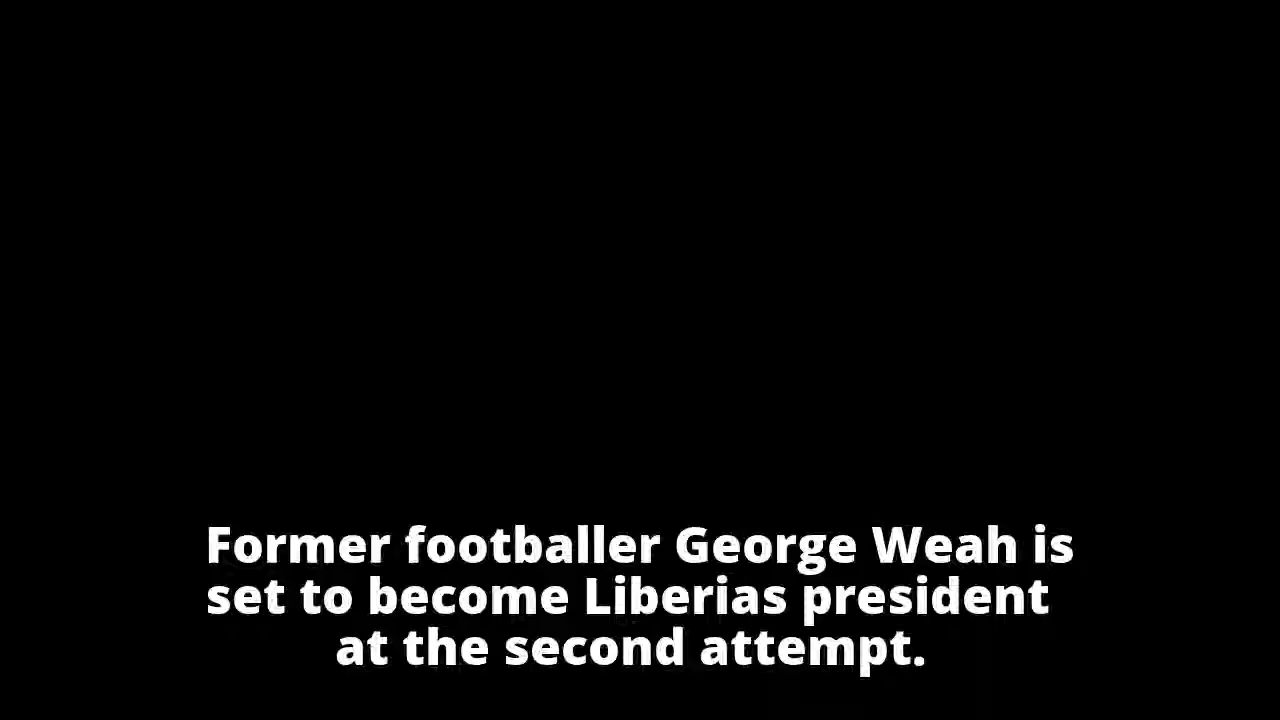 Former footballer George Weah is
set to become Liberias president
at the second attempt.